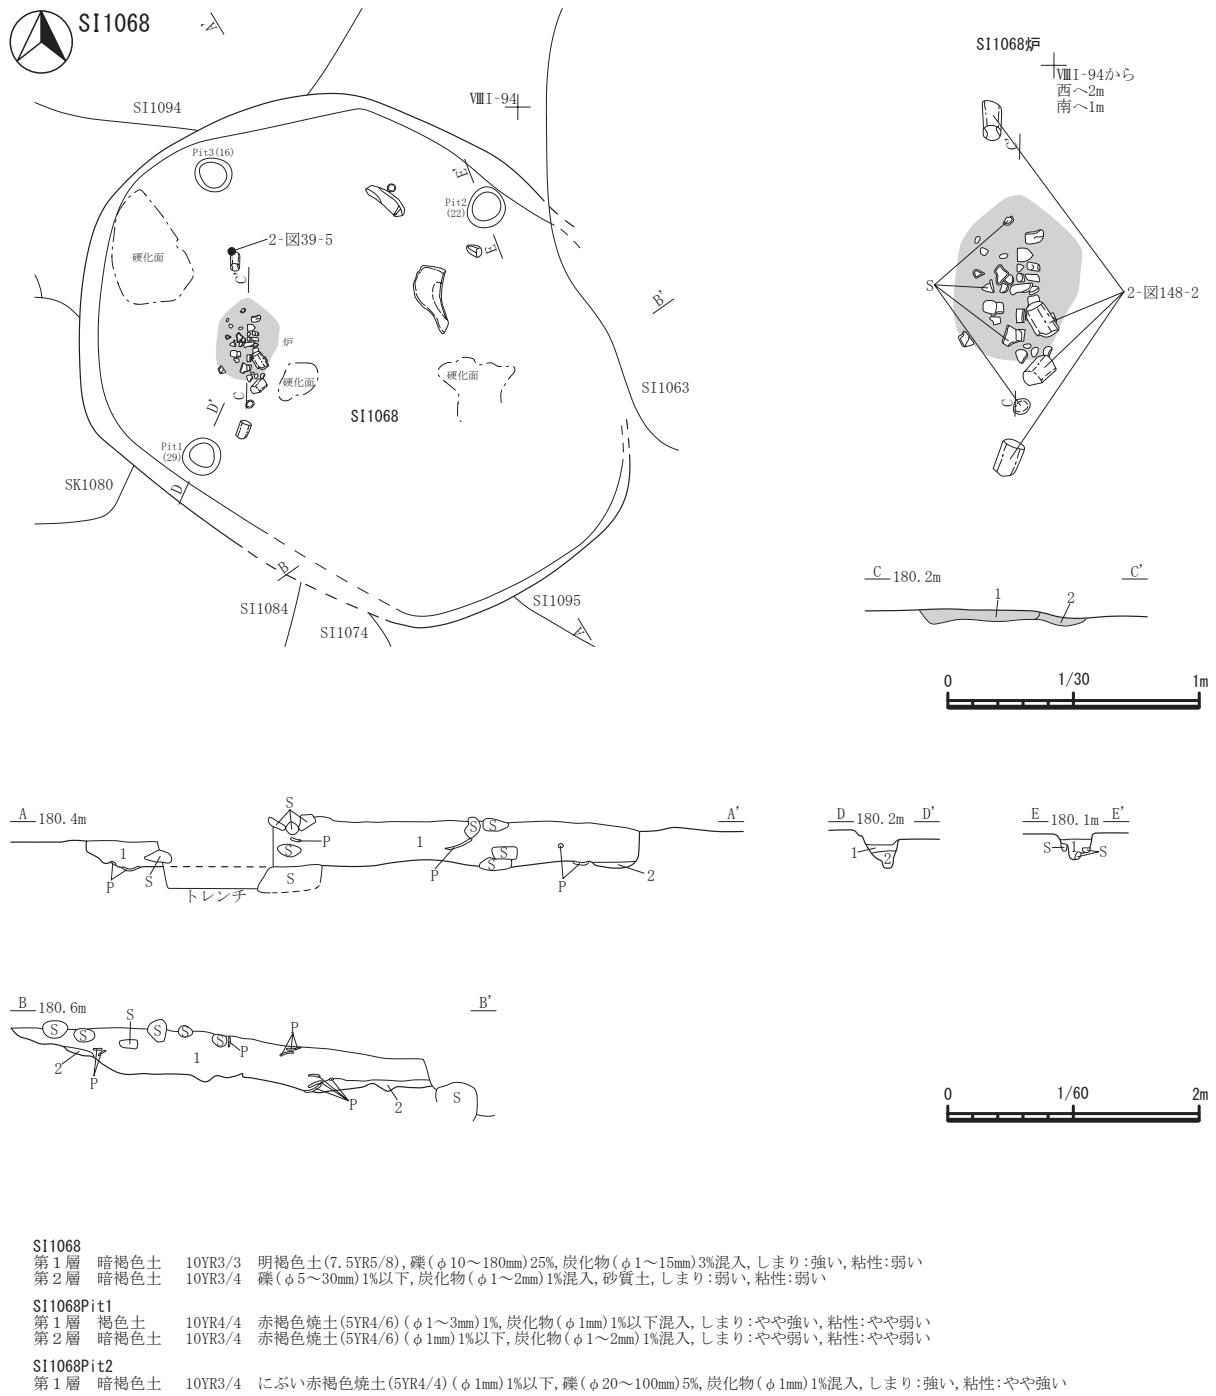 SI1068
A'
SI1094
ⅧI-94
Pit3(16)
E'
Pit2
(22)
2-図39-5
E
硬化面
C'
B'
炉
硬化面
硬化面
SI1068
SI1063
D'
C
Pit1
(29)
SK1080
D
B
SI1084
SI1074
SI1095
A
SI1068炉
ⅧI-94から
西へ2m
南へ1m
C'
S
2-図148-2
C
C 180.2m C'
1
2
0 1/30 1m
A 180.4m A'
S
1
P
S
P
S
S
トレンチ
1
S
S
P
S
S
P
2
D 180.2m D'
1
2
E 180.1m E'
S
1
S
B 180.6m B'
S
S
S
S
S
S
P
P
1
2
P
P
2
S
0 1/60 2m
SI1068
第1層 暗褐色土 10YR3/3 明褐色土(7.5YR5/8),礫(φ10～180mm)25%,炭化物(φ1～15mm)3%混入,しまり:強い,粘性:弱い
第2層 暗褐色土 10YR3/4 礫(φ5～30mm)1%以下,炭化物(φ1～2mm)1%混入,砂質土,しまり:弱い,粘性:弱い
SI1068Pit1
第1層 褐色土 10YR4/4 赤褐色焼土(5YR4/6)(φ1～3mm)1%,炭化物(φ1mm)1%以下混入,しまり:やや強い,粘性:やや弱い
第2層 暗褐色土 10YR3/4 赤褐色焼土(5YR4/6)(φ1mm)1%以下,炭化物(φ1～2mm)1%混入,しまり:やや弱い,粘性:やや弱い
SI1068Pit2
第1層 暗褐色土 10YR3/4 にぶい赤褐色焼土(5YR4/4)(φ1mm)1%以下,礫(φ20～100mm)5%,炭化物(φ1mm)1%混入,しまり:強い,粘性:やや強い